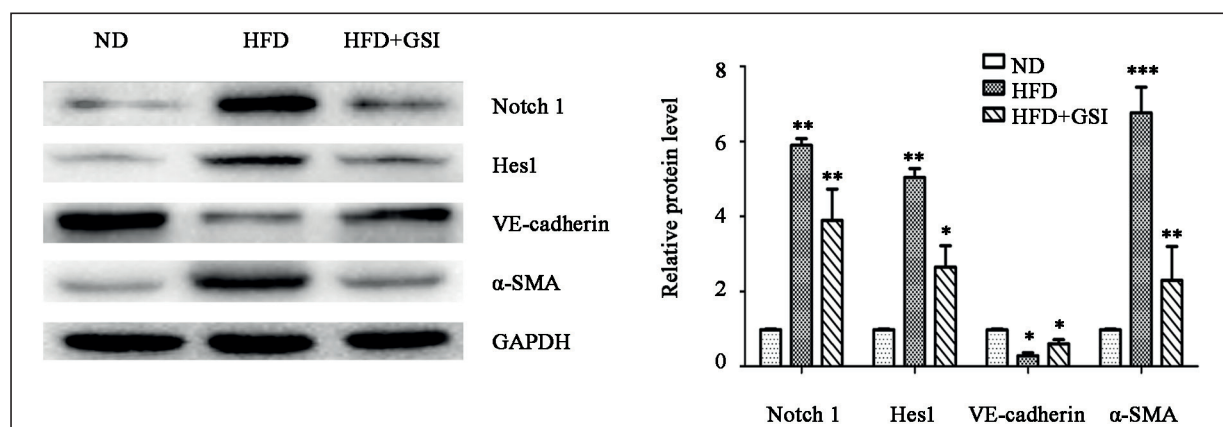 ND HFD HFD+GSI
Notch 1
Hes1
VE-cadherin
α-SMA
GAPDH
Relative protein level
8
6
4
2
0
ND
HFD
HFD+GSI
** ** ** * * * *** **
Notch 1 Hes1 VE-cadherin α-SMA